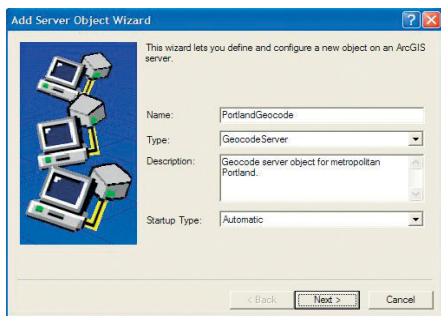 Add Server Object Wizard
This wizard lets you define and configure a new object on an ArcGIS
server.
Name:
PortlandGeocode
Type:
GeocodeServer
Description:
Geocode server object for metropolitan
Portland.
Startup Type:
Automatic
< Back
Next >
Cancel